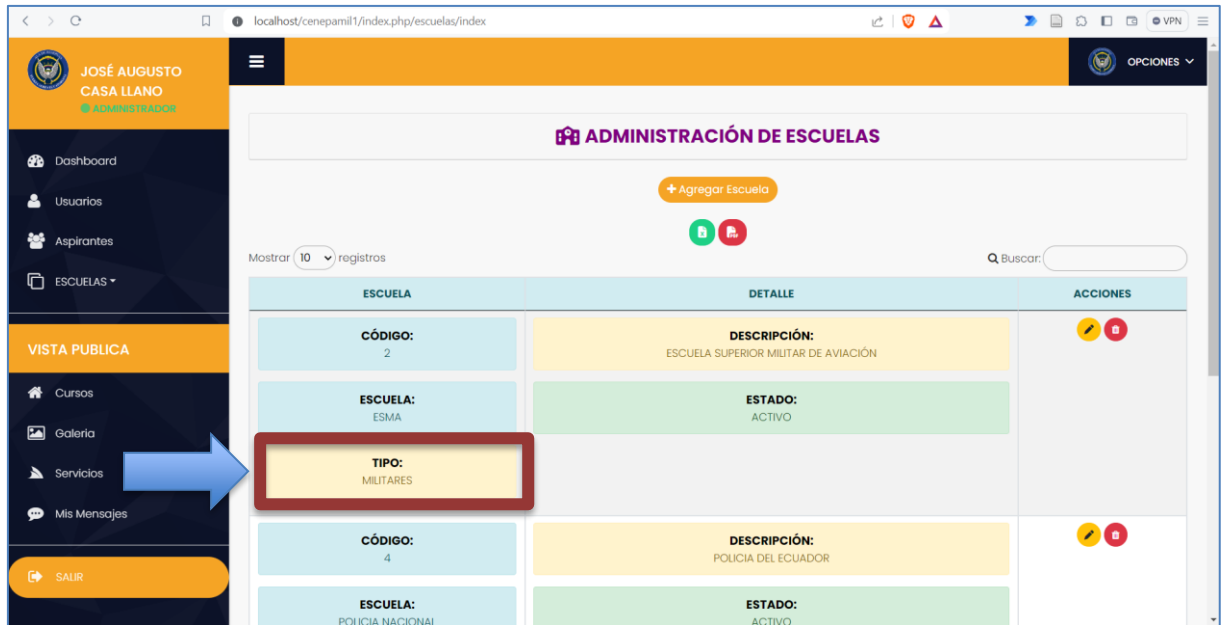 localhost/cenepamil1/index.php/escuelas/index
VPN
JOSÉ AUGUSTO
CASA LLANO
ADMINISTRADOR
Dashboard
Usuarios
Aspirantes
ESCUELAS
VISTA PUBLICA
Cursos
Galeria
Servicios
Mis Mensajes
SALIR
OPCIONES
ADMINISTRACIÓN DE ESCUELAS
+ Agregar Escuela
Mostrar 10 registros
Buscar:
ESCUELA DETALLE ACCIONES
CÓDIGO:
2
DESCRIPCIÓN:
ESCUELA SUPERIOR MILITAR DE AVIACIÓN
ESCUELA:
ESMA
ESTADO:
ACTIVO
TIPO:
MILITARES
CÓDIGO:
4
DESCRIPCIÓN:
POLICIA DEL ECUADOR
ESCUELA:
POLICIA NACIONAL
ESTADO:
ACTIVO